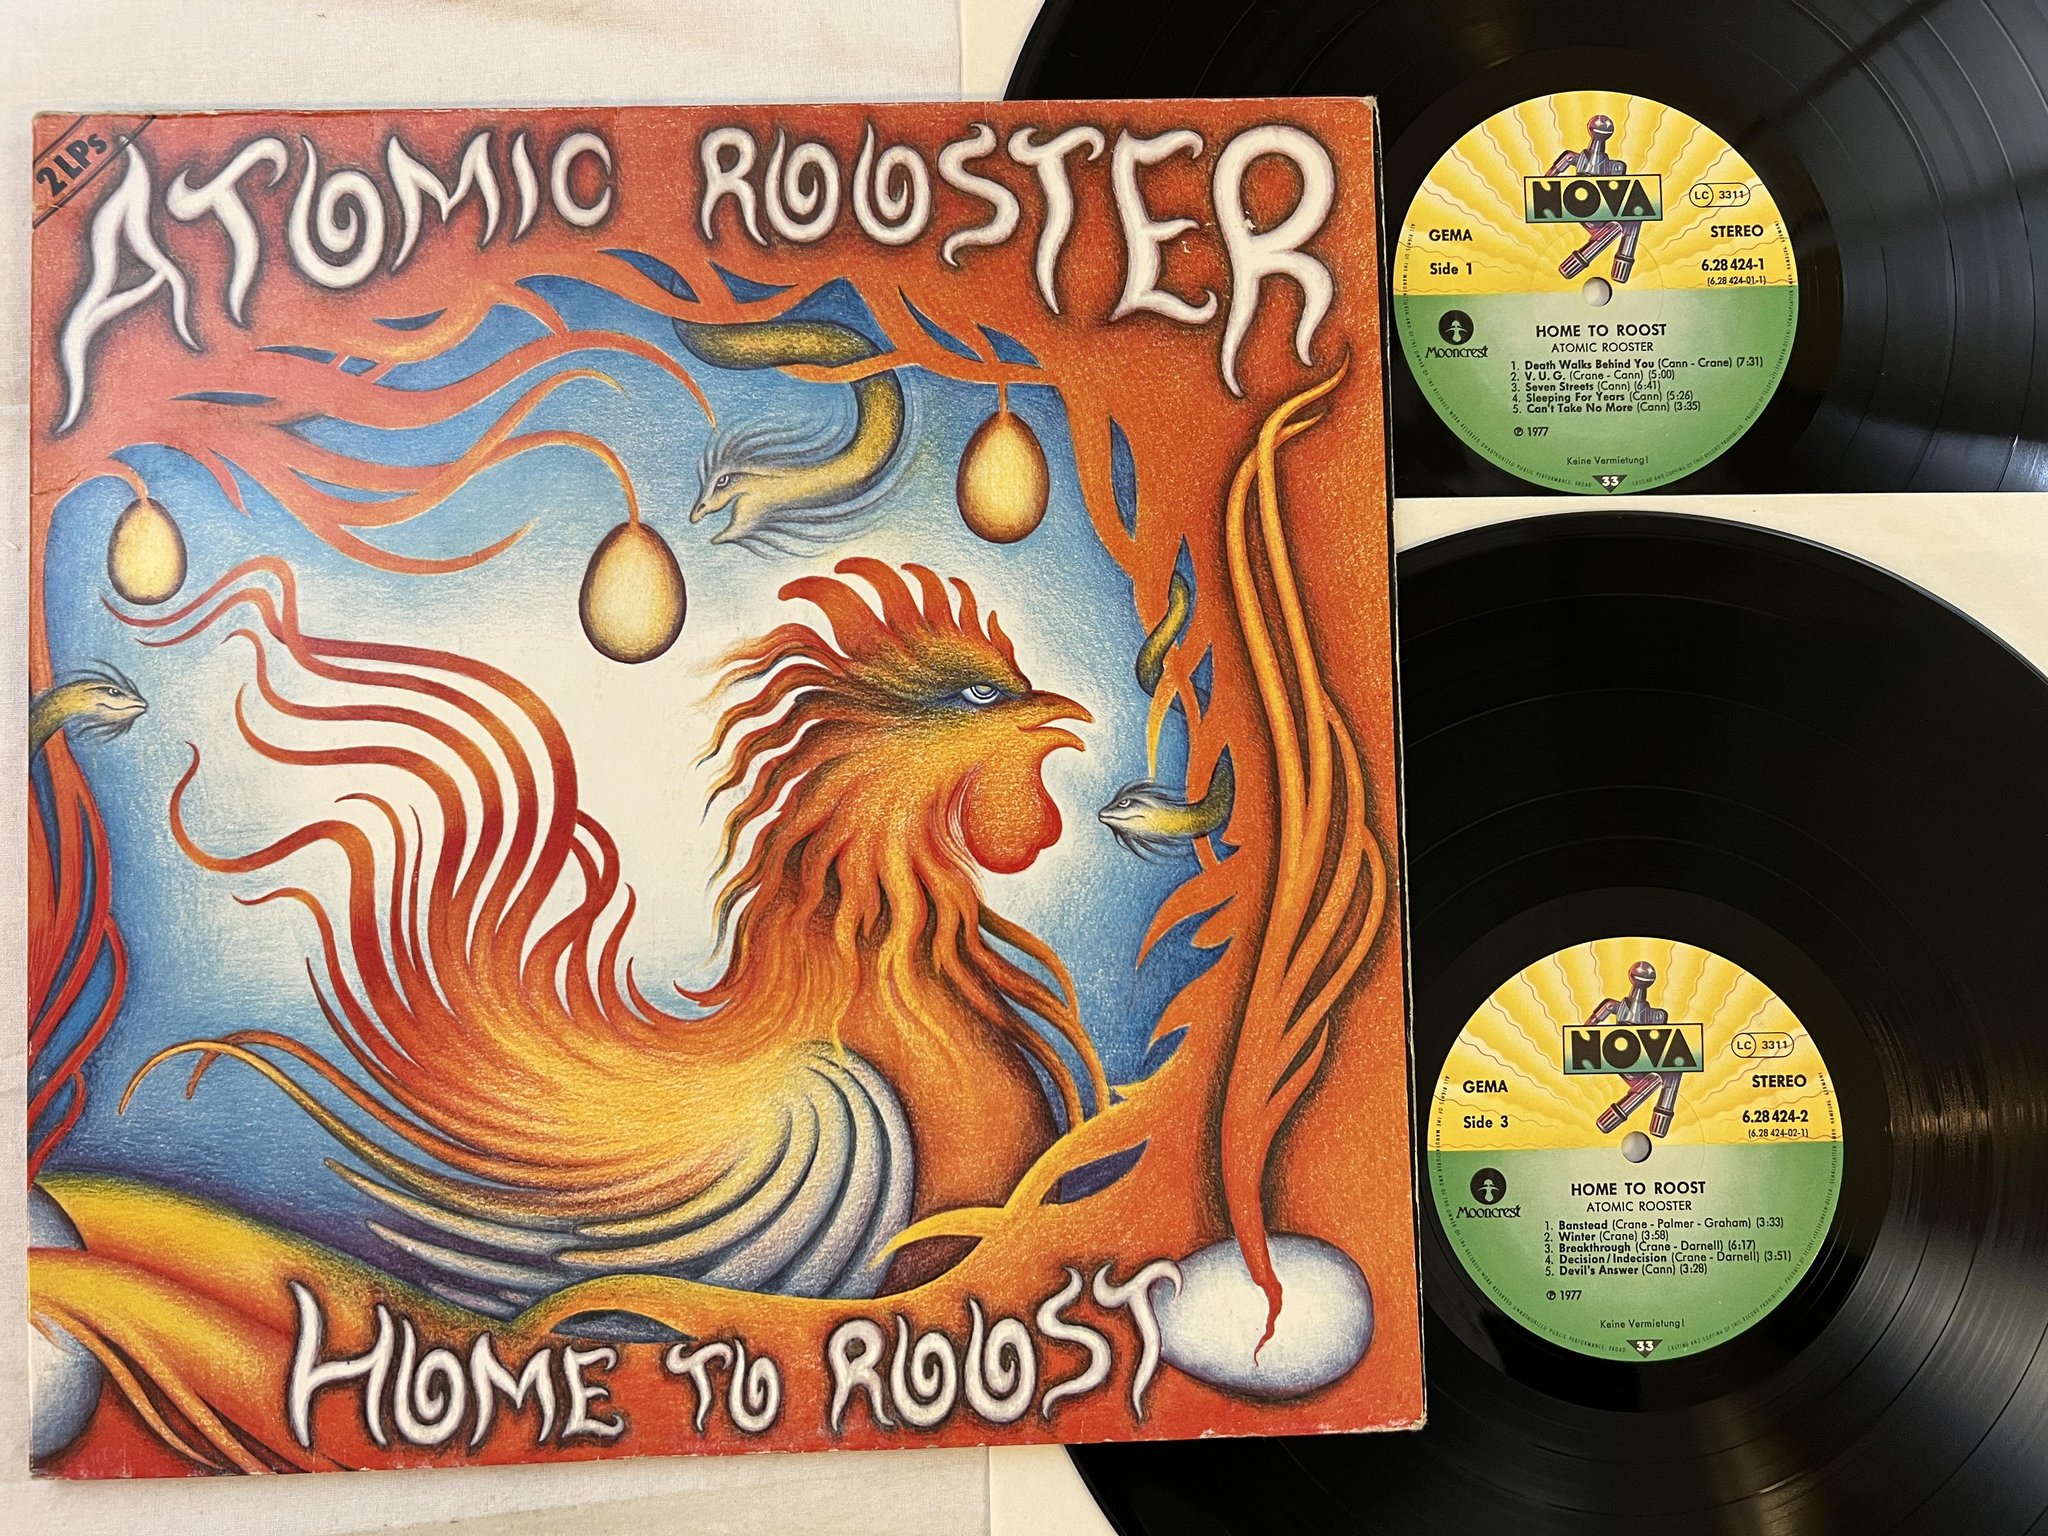 2 LPs
ATOMIC ROOSTER
HOME TO ROOST
NOVA
LC 3311
GEMA
STEREO
Side 1
6.28 424-1
(6.28 424-01-1)
Mooncrest
HOME TO ROOST
ATOMIC ROOSTER
1. Death Walks Behind You (Cann - Crane) (7:31)
2. V. U. G. (Crane - Cann) (5:00)
3. Seven Streets (Cann) (6:41)
4. Sleeping For Years (Cann) (5:26)
5. Can't Take No More (Cann) (3:35)
℗ 1977
Keine Vermietung!
33
NOVA
LC 3311
GEMA
STEREO
Side 3
6.28 424-2
(6.28 424-02-1)
Mooncrest
HOME TO ROOST
ATOMIC ROOSTER
1. Banstead (Crane - Palmer - Graham) (3:33)
2. Winter (Crane) (3:58)
3. Breakthrough (Crane - Darnell) (6:17)
4. Decision/Indecision (Crane - Darnell) (3:51)
5. Devil's Answer (Cann) (3:28)
℗ 1977
Keine Vermietung!
33